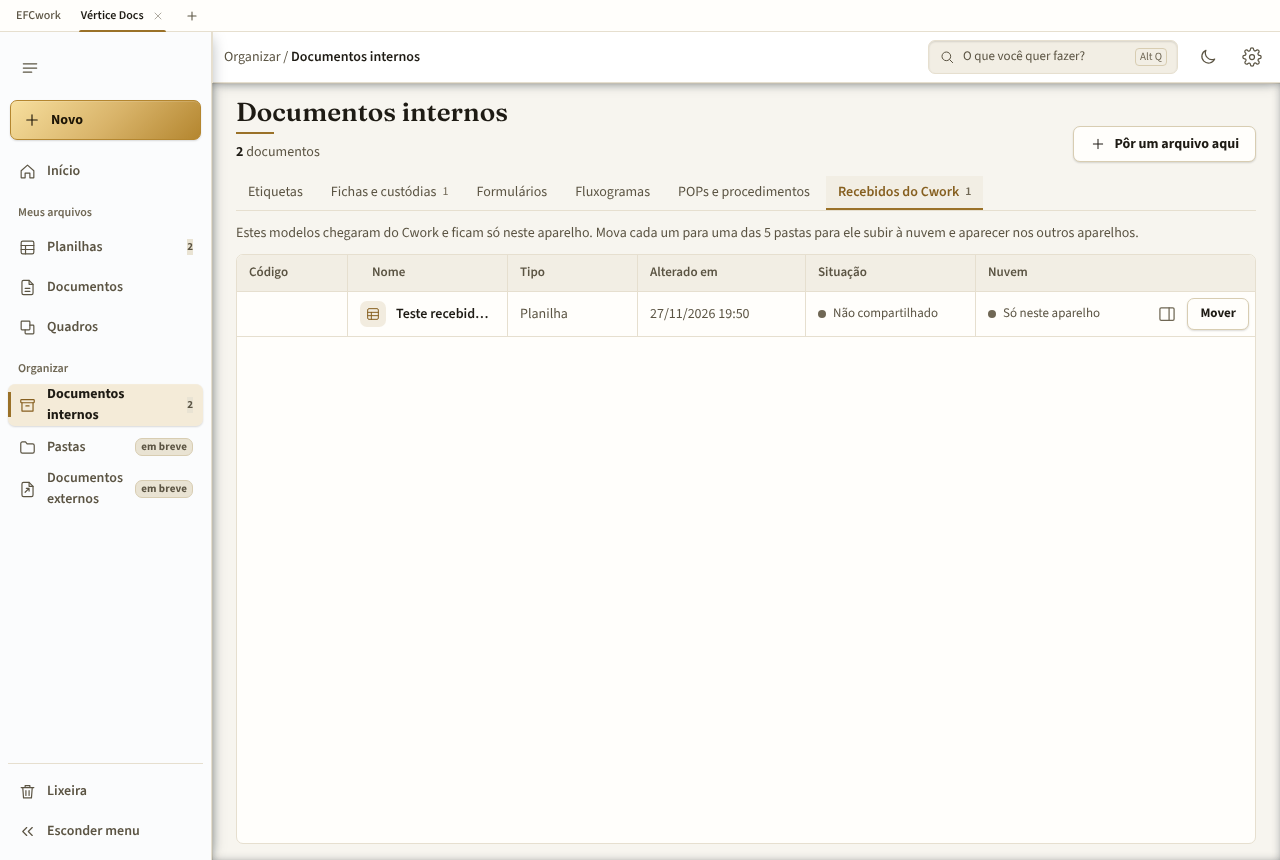 EFCwork
Vértice Docs
Organizar / Documentos internos
O que você quer fazer?
Alt Q
Novo
Início
Meus arquivos
Planilhas
2
Documentos
Quadros
Organizar
Documentos internos
2
Pastas
em breve
Documentos externos
em breve
Lixeira
Esconder menu
Documentos internos
2 documentos
Pôr um arquivo aqui
Etiquetas
Fichas e custódias 1
Formulários
Fluxogramas
POPs e procedimentos
Recebidos do Cwork 1
Estes modelos chegaram do Cwork e ficam só neste aparelho. Mova cada um para uma das 5 pastas para ele subir à nuvem e aparecer nos outros aparelhos.
Código
Nome
Tipo
Alterado em
Situação
Nuvem
Teste recebid...
Planilha
27/11/2026 19:50
Não compartilhado
Só neste aparelho
Mover